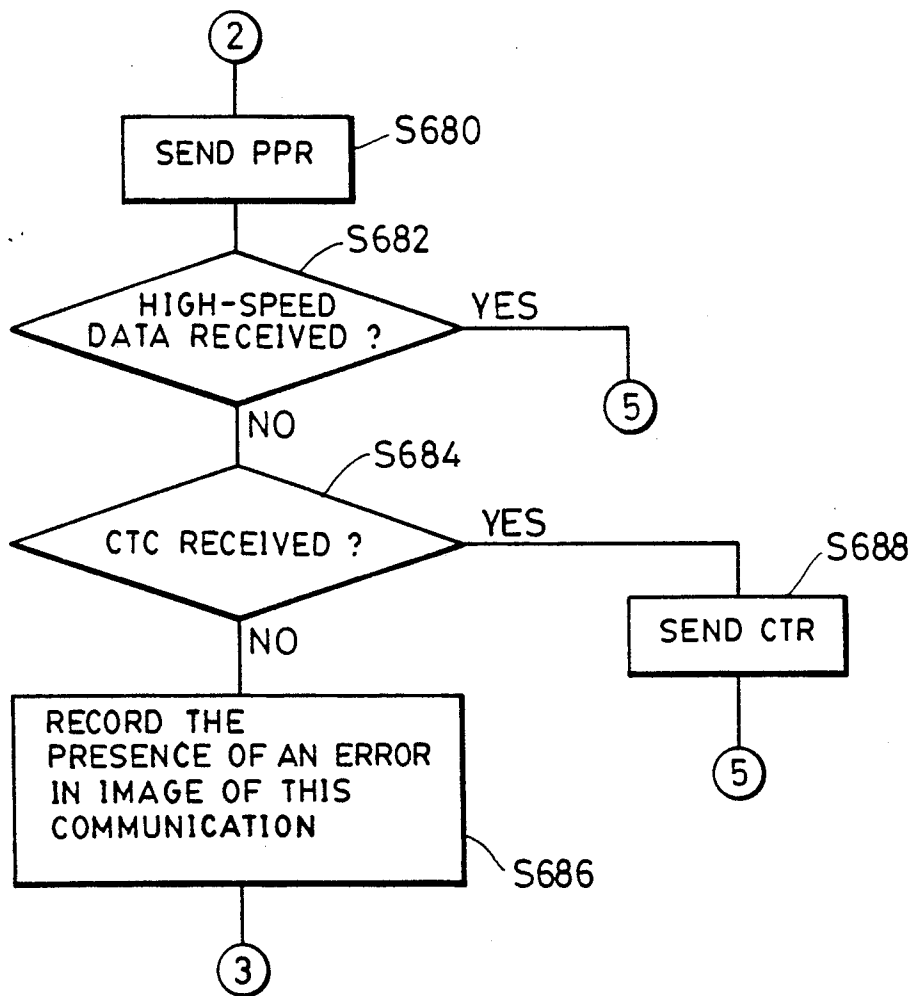 2
SEND PPR
S680
S682
HIGH-SPEED
DATA RECEIVED ?
YES
5
NO
S684
CTC RECEIVED ?
YES
S688
SEND CTR
5
NO
RECORD THE
PRESENCE OF AN ERROR
IN IMAGE OF THIS
COMMUNICATION
S686
3